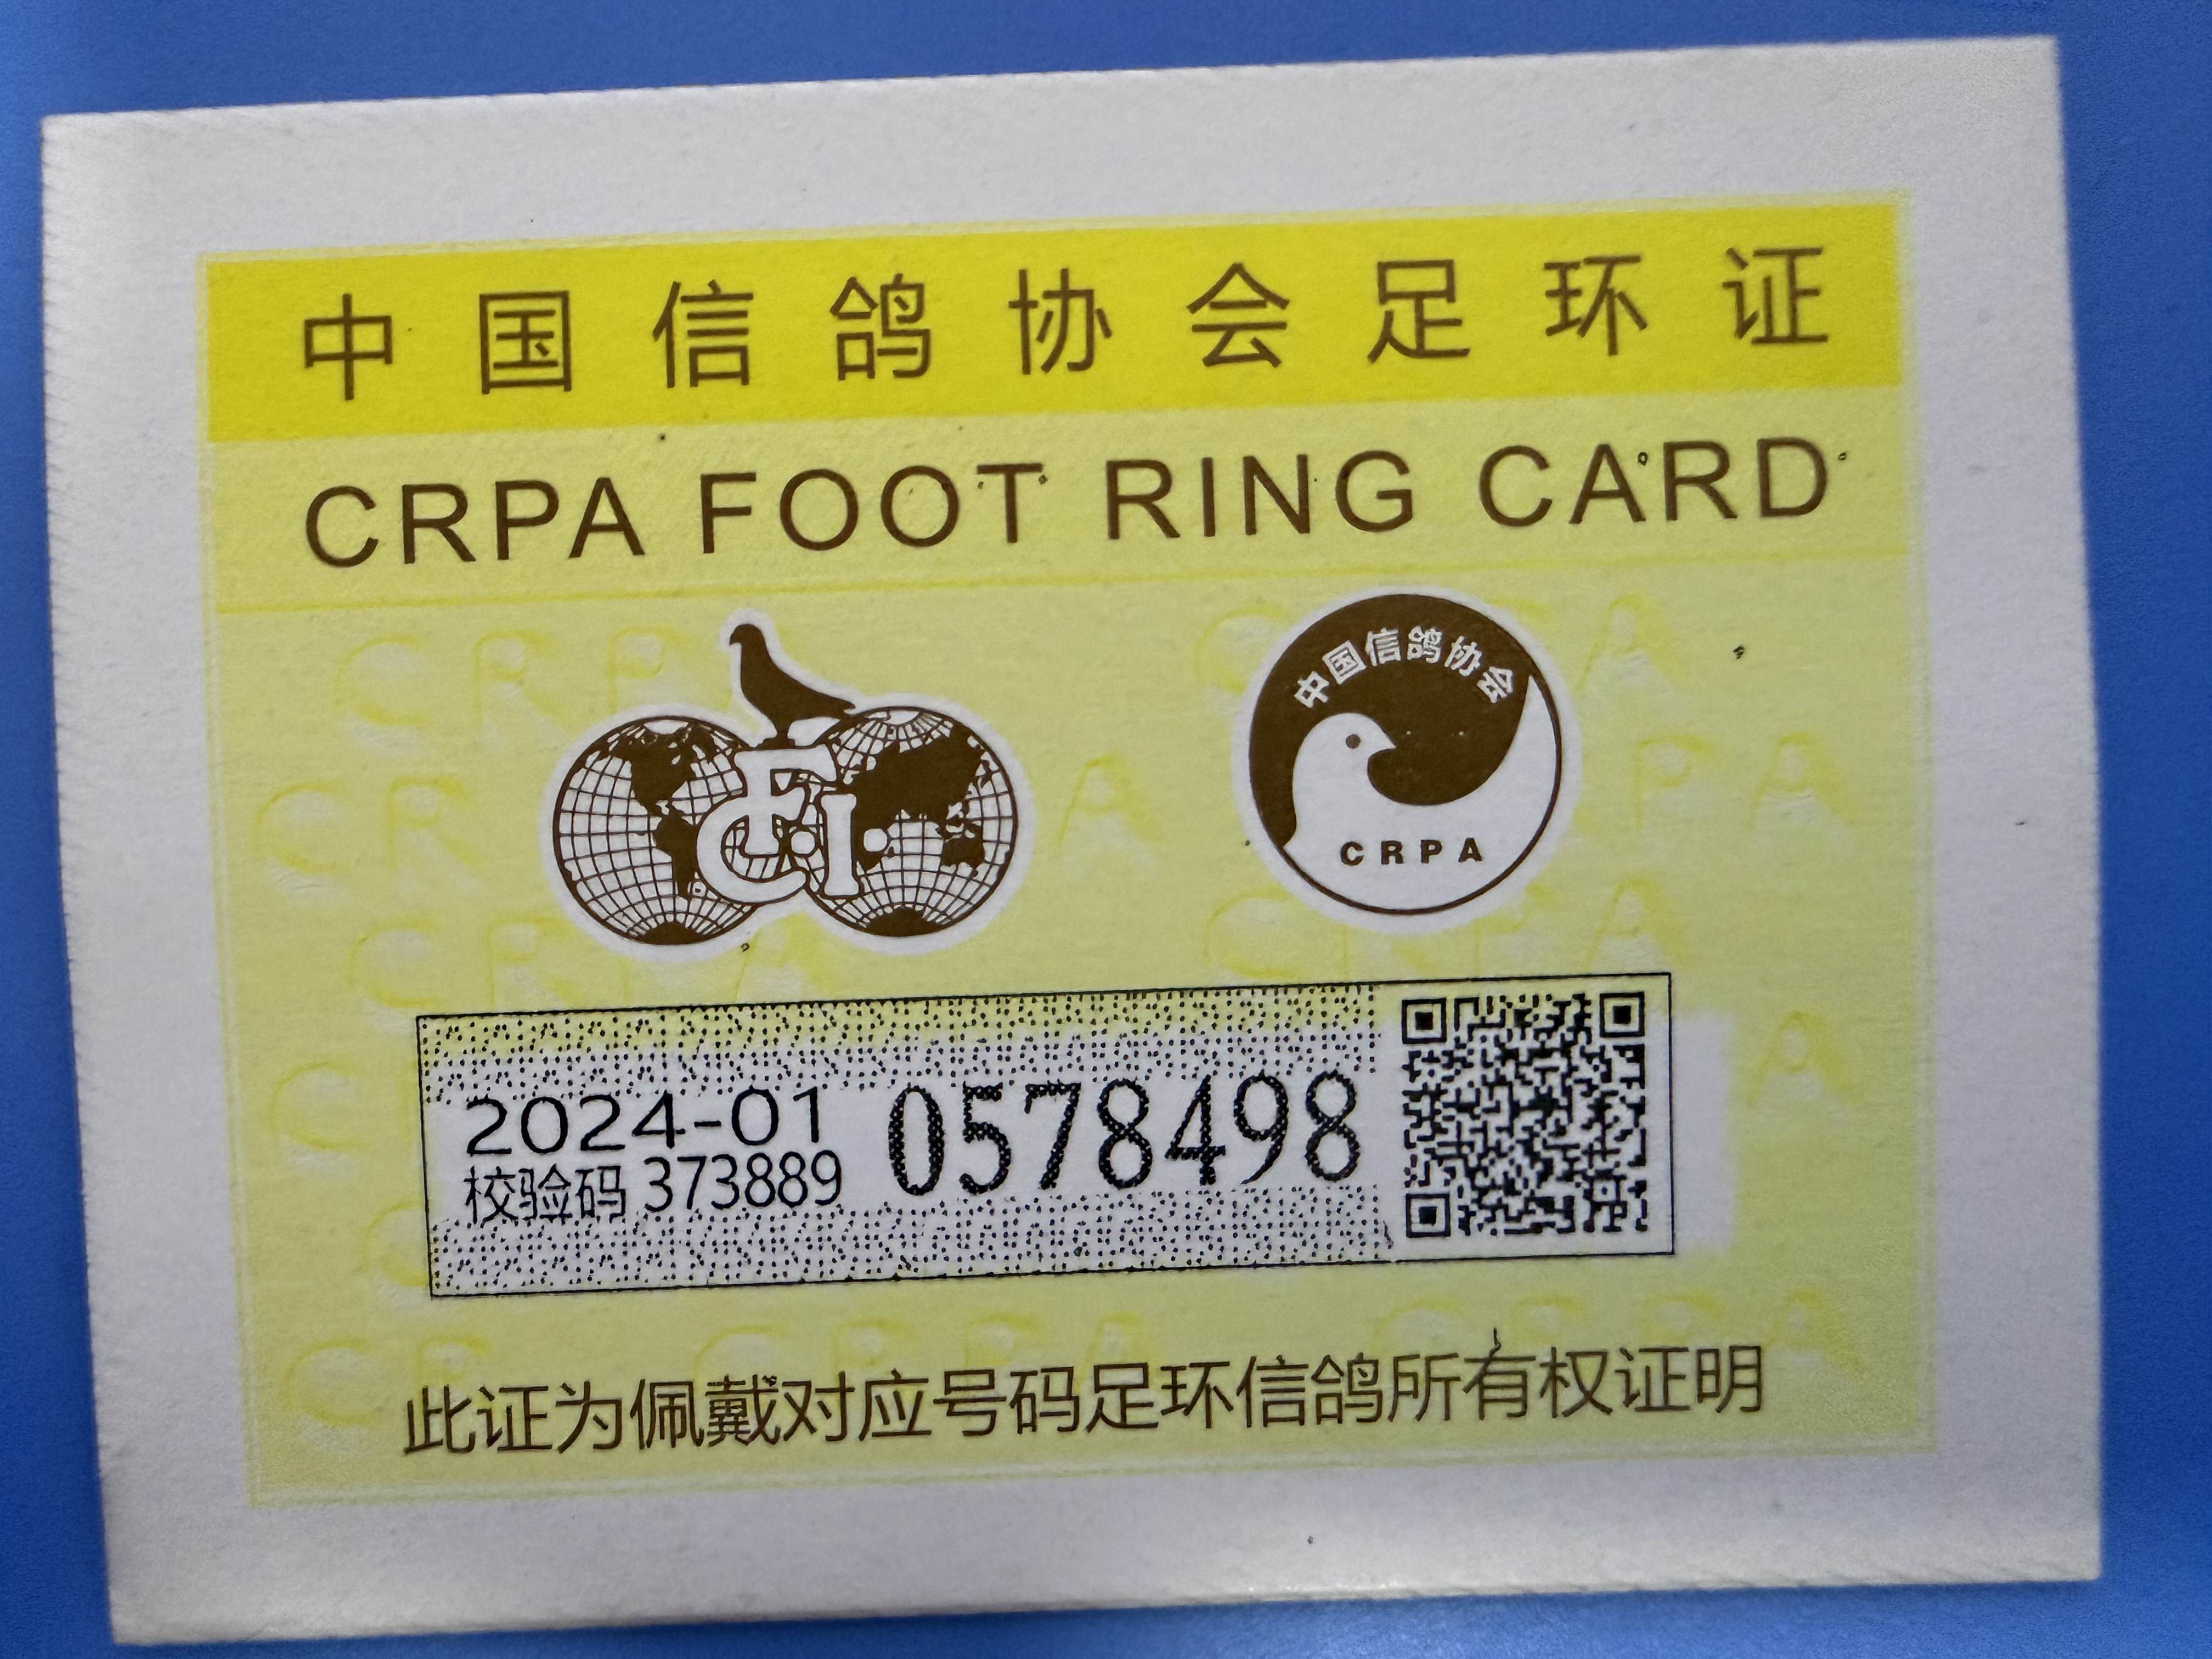 中国信鸽协会足环证
CRPA FOOT RING CARD
F.C.I.
中国信鸽协会
CRPA
2024-01
校验码 373889
0578498
此证为佩戴对应号码足环信鸽所有权证明